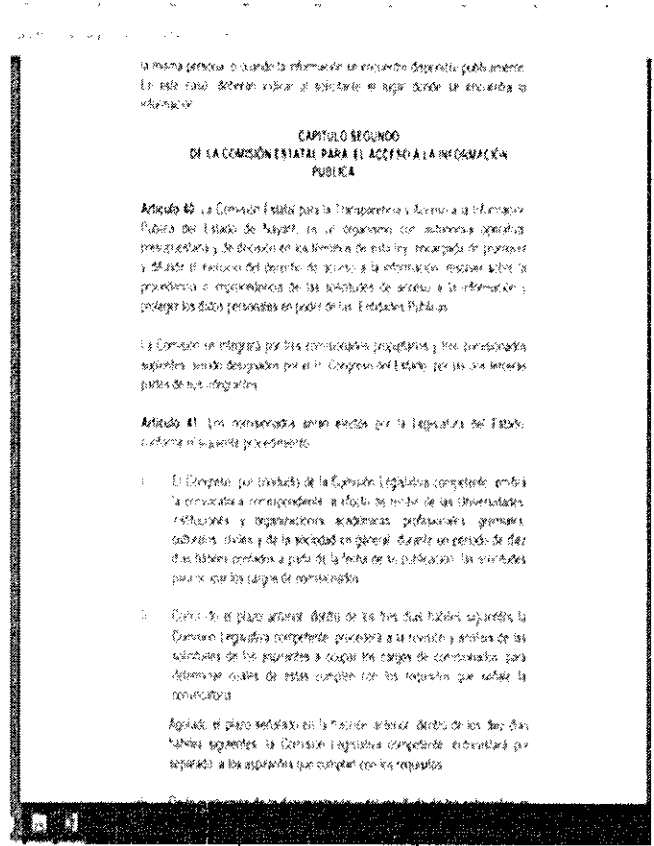 la misma persona, o cuando la información se encuentre disponible públicamente.
En este caso, deberán indicar al solicitante el lugar donde se encuentra la
información.
CAPITULO SEGUNDO
DE LA COMISIÓN ESTATAL PARA EL ACCESO A LA INFORMACIÓN
PUBLICA
Artículo 40. La Comisión Estatal para la Transparencia y Acceso a la Información
Pública del Estado de Nayarit, es un organismo con autonomía operativa,
presupuestaria y de decisión en los términos de esta ley, encargada de promover
y difundir el ejercicio del derecho de acceso a la información; resolver sobre la
procedencia o improcedencia de las solicitudes de acceso a la información y
proteger los datos personales en poder de las Entidades Públicas.
La Comisión se integrará por tres comisionados propietarios y tres comisionados
suplentes, siendo designados por el H. Congreso del Estado, por las dos terceras
partes de sus integrantes.
Artículo 41. Los comisionados serán electos por la Legislatura del Estado,
conforme al siguiente procedimiento:
El Congreso, por conducto de la Comisión Legislativa competente, emitirá
la convocatoria correspondiente, a efecto de recibir de las Universidades,
instituciones y organizaciones académicas, profesionales, gremiales,
culturales, civiles y de la sociedad en general, durante un período de diez
días hábiles contados a partir de la fecha de su publicación, las solicitudes
para ocupar los cargos de comisionados.
el plazo anterior, dentro de los tres días hábiles siguientes, la
Comisión Legislativa competente, procederá a la revisión y análisis de las
solicitudes de los aspirantes a ocupar los cargos de comisionados, para
determinar cuales de estas cumplen con los requisitos que señale la
convocatoria.
Agotado el plazo señalado en la fracción anterior, dentro de los diez días
hábiles siguientes, la Comisión Legislativa competente, entrevistará por
separado, a los aspirantes que cumplan con los requisitos.